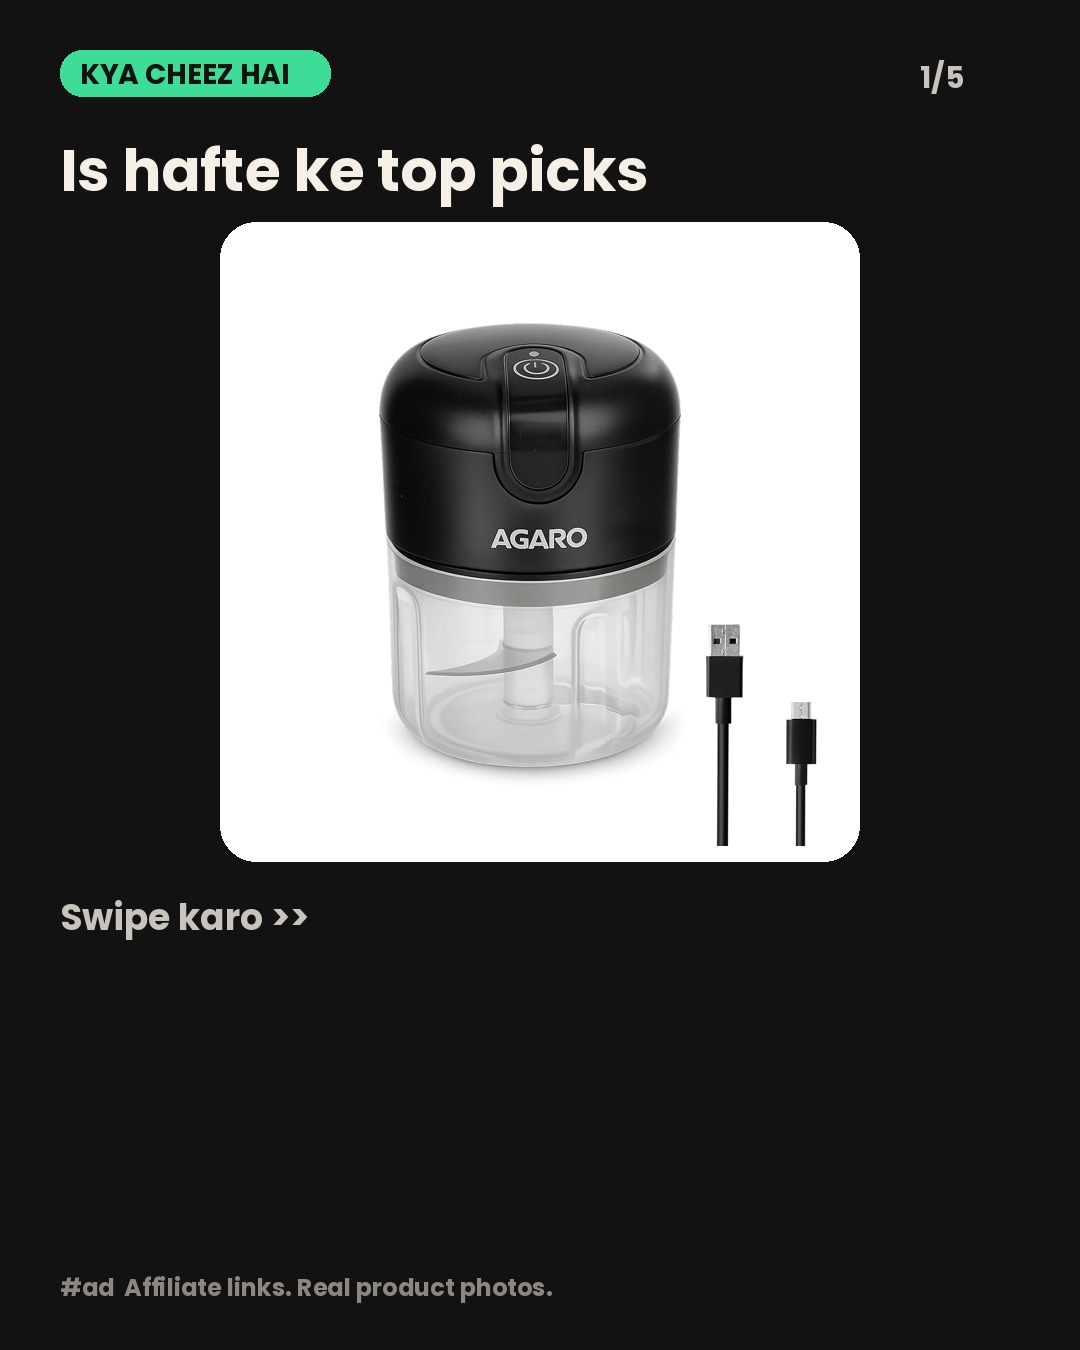 KYA CHEEZ HAI
1/5
Is hafte ke top picks
AGARO
Swipe karo >>
#ad Affiliate links. Real product photos.